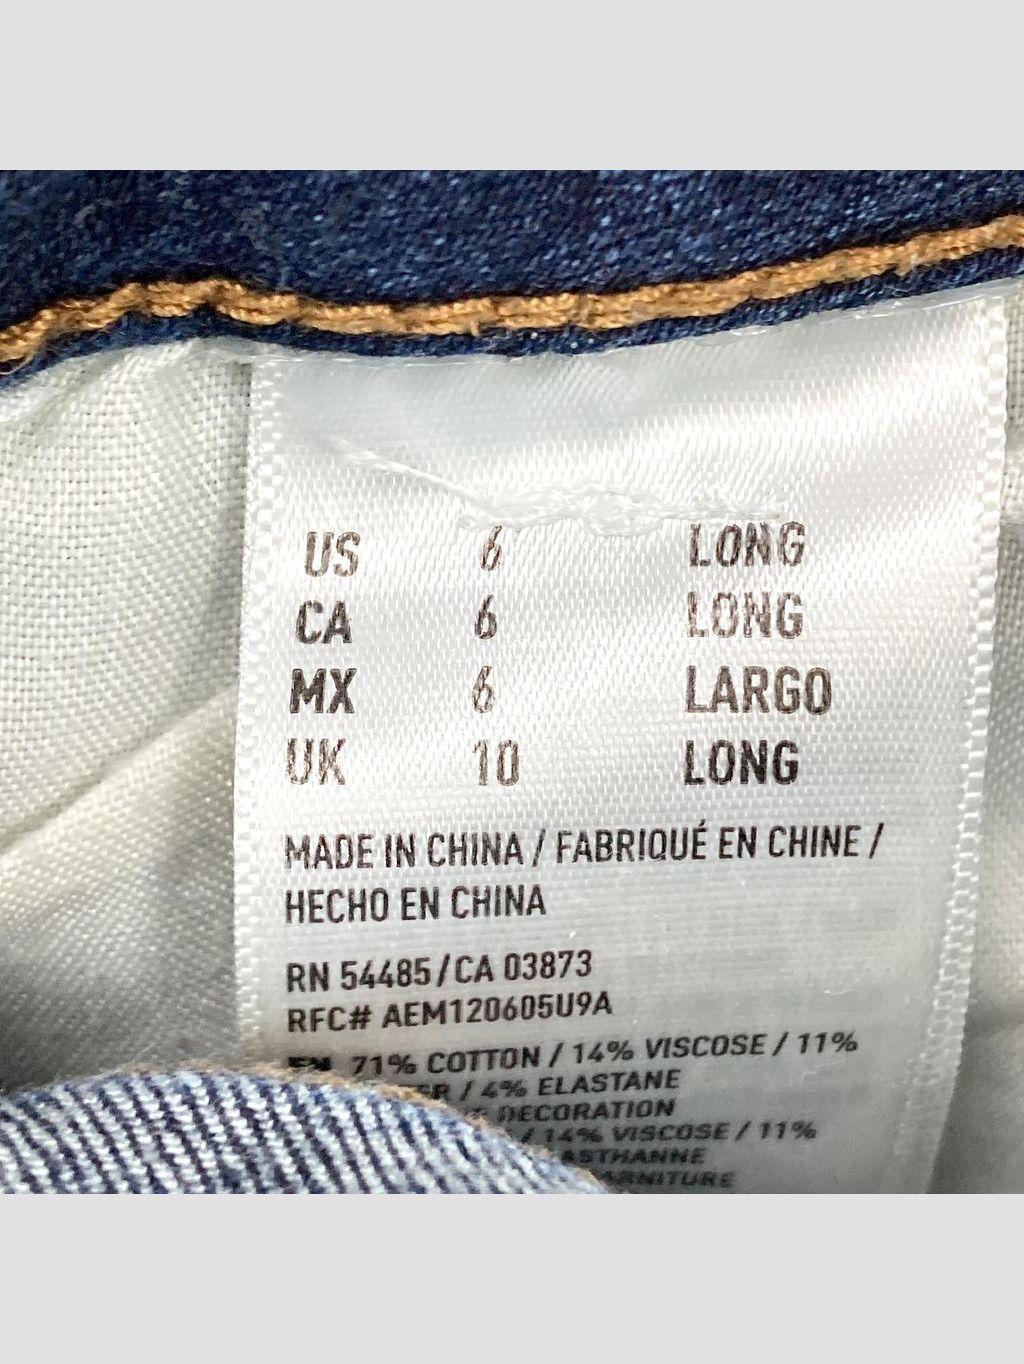 US 6 LONG
CA 6 LONG
MX 6 LARGO
UK 10 LONG
MADE IN CHINA / FABRIQUÉ EN CHINE /
HECHO EN CHINA
RN 54485/CA 03873
RFC# AEM120605U9A
EN 71% COTTON / 14% VISCOSE / 11%
/ 4% ELASTANE
DECORATION
/ 14% VISCOSE / 11%